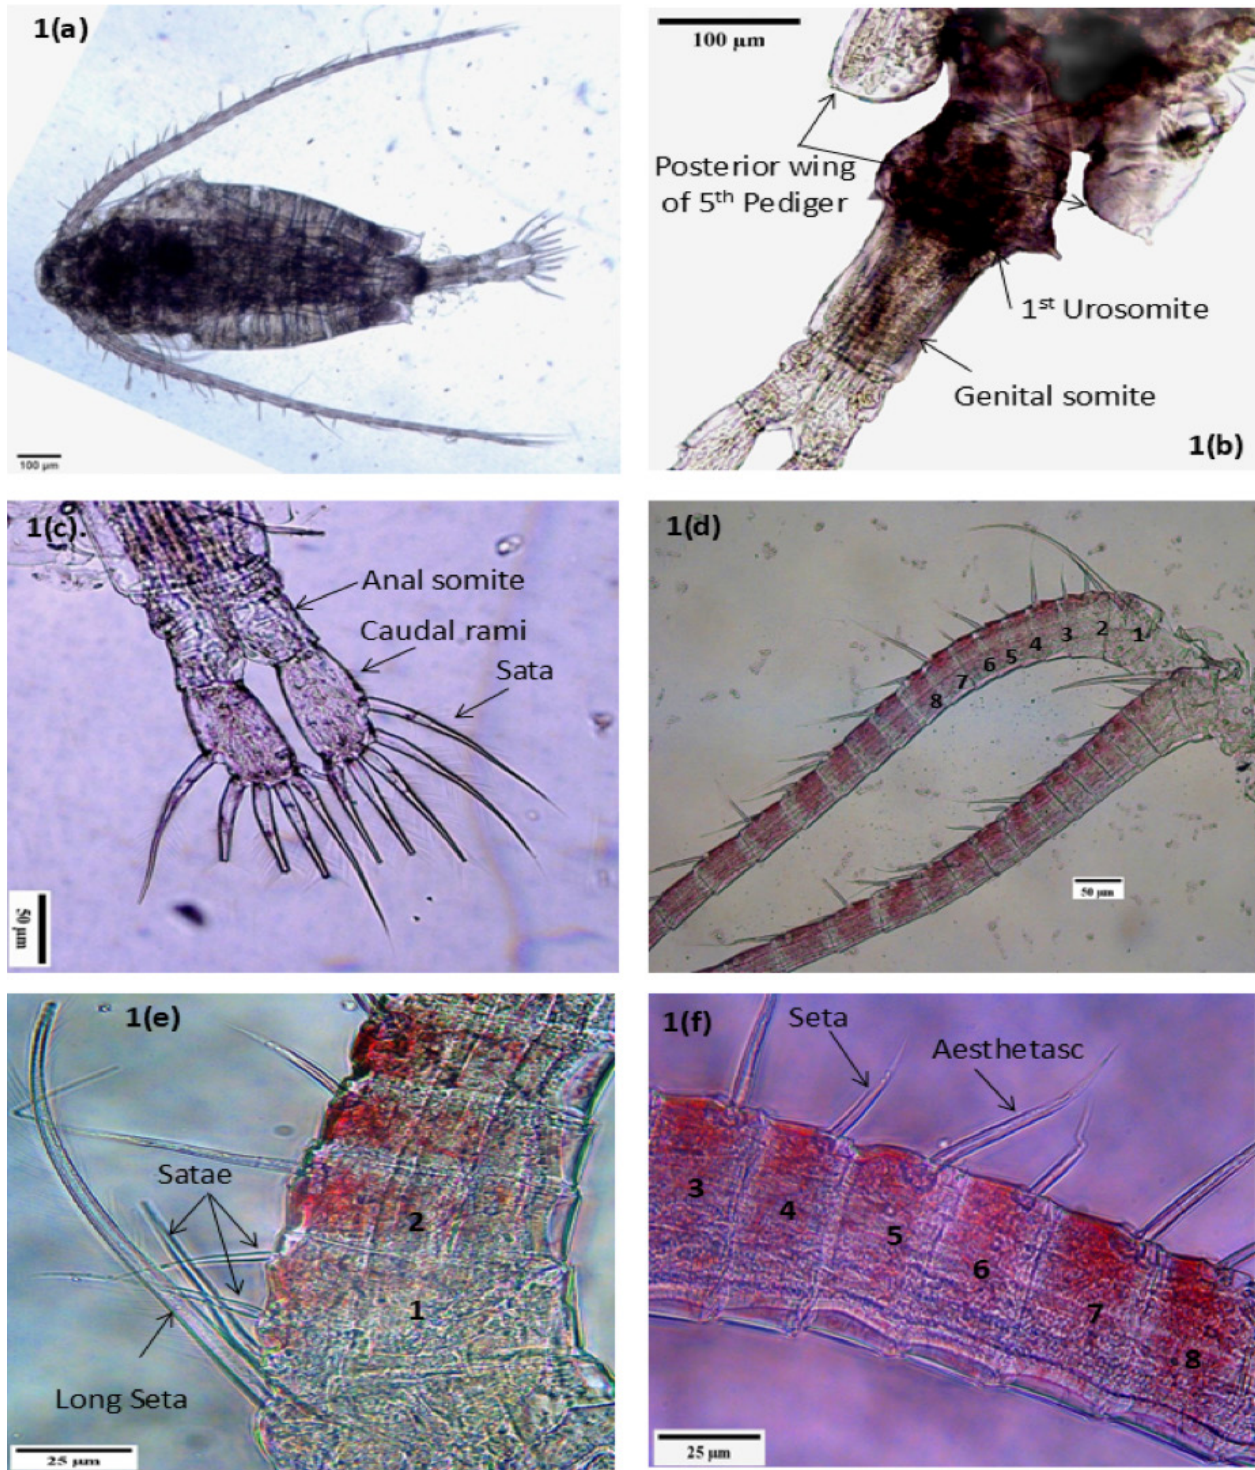 1(a)
100 µm
100 µm
Posterior wing
of 5th Pediger
1st Urosomite
Genital somite
1(b)
1(c).
Anal somite
Caudal rami
Sata
50 µm
1(d)
1
2
3
4
5
6
7
8
50 µm
1(e)
Satae
2
1
Long Seta
25 µm
1(f)
Seta
Aesthetasc
3
4
5
6
7
8
25 µm